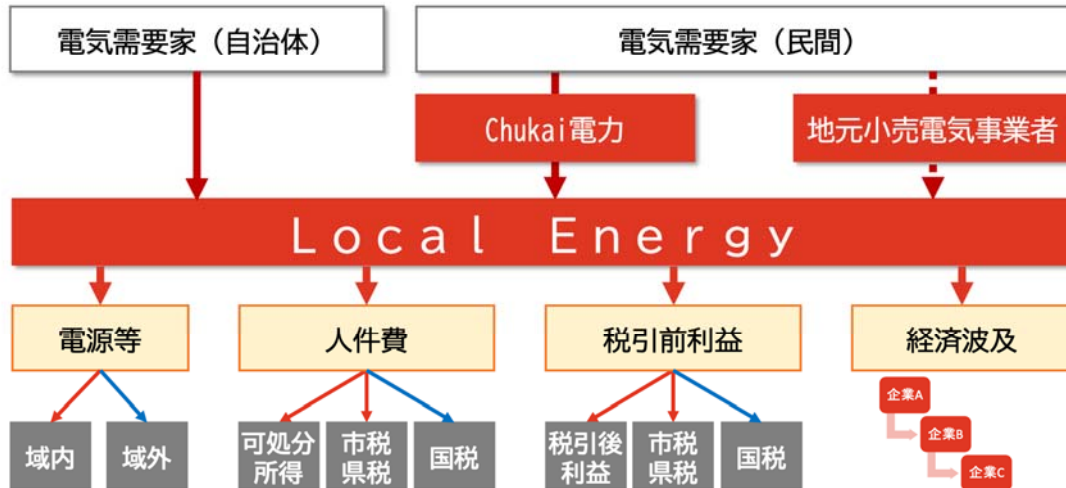 電気需要家（自治体）
電気需要家（民間）
Chukai電力
地元小売電気事業者
Ｌｏｃａｌ　Ｅｎｅｒｇｙ
電源等
人件費
税引前利益
経済波及
域内
域外
可処分
所得
市税
県税
国税
税引後
利益
市税
県税
国税
企業A
企業B
企業C